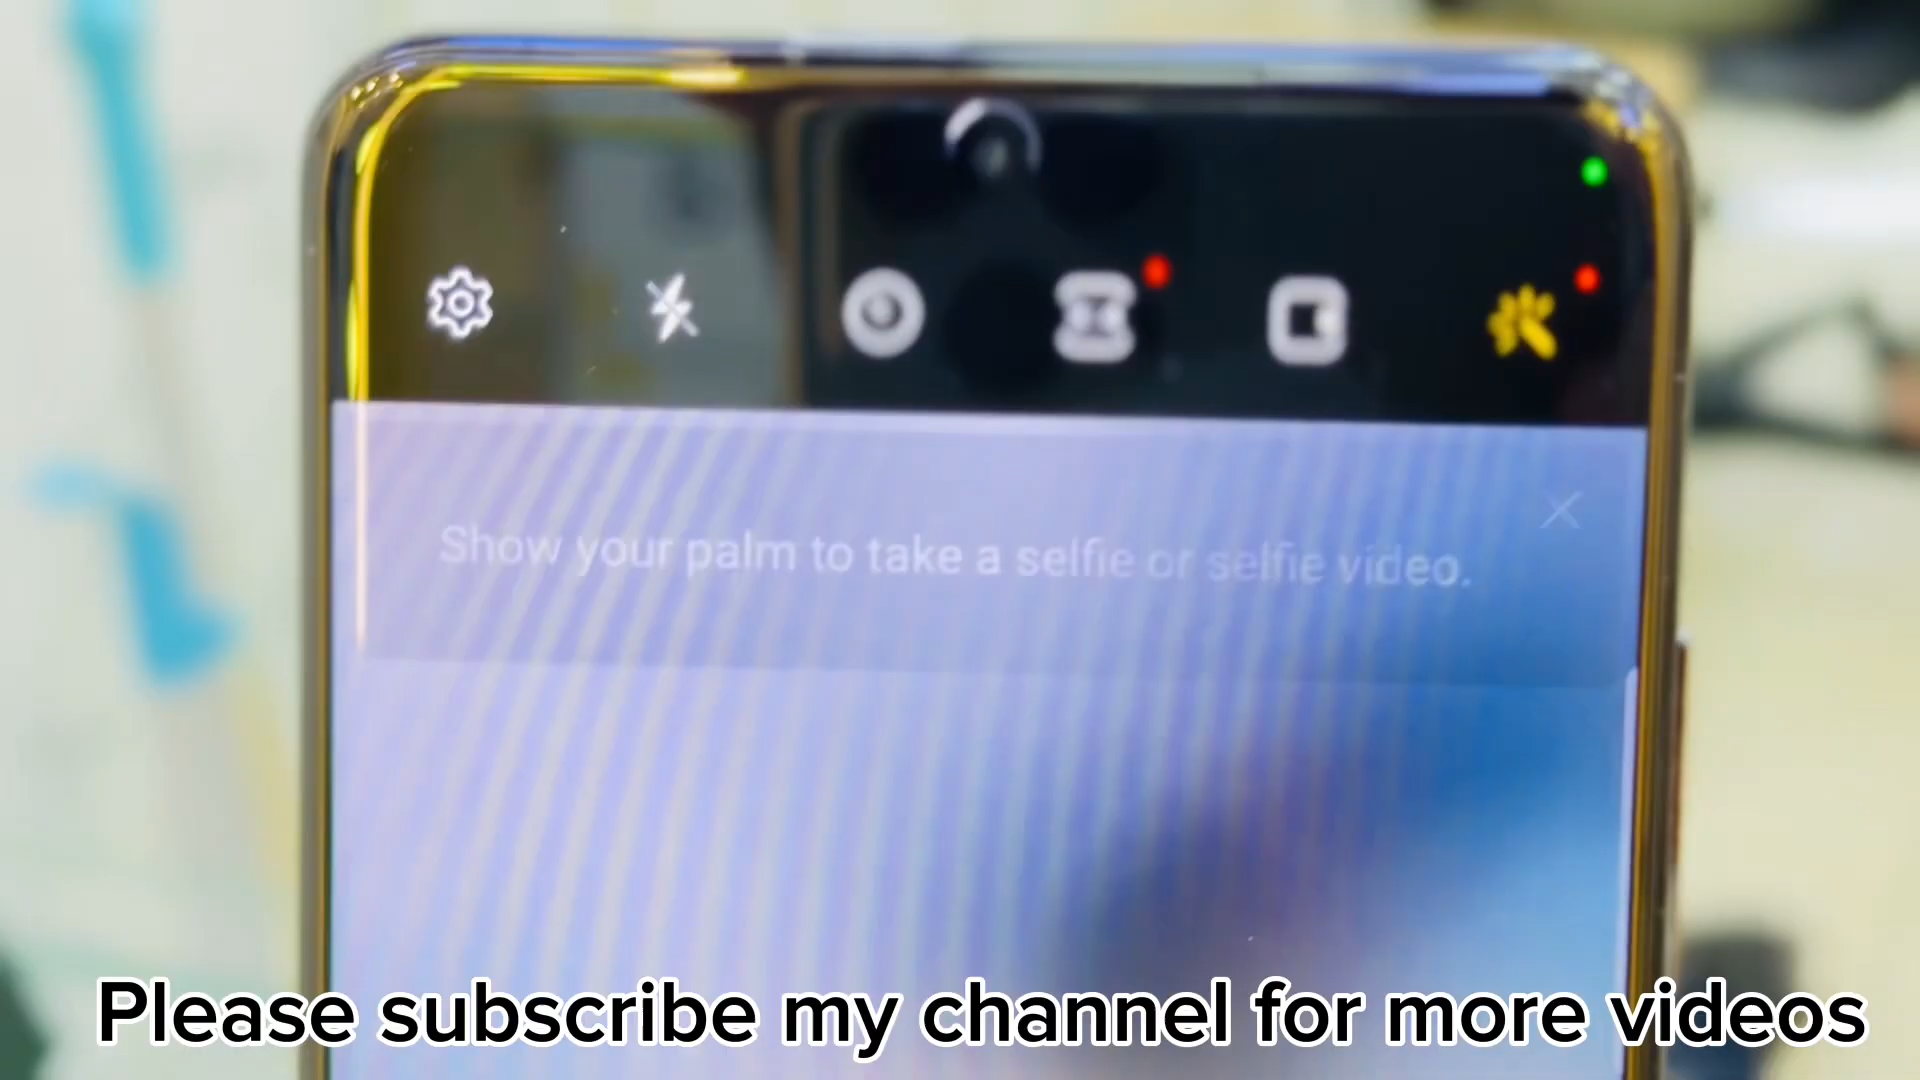 Show your palm to take a selfie or selfie video.
Please subscribe my channel for more videos